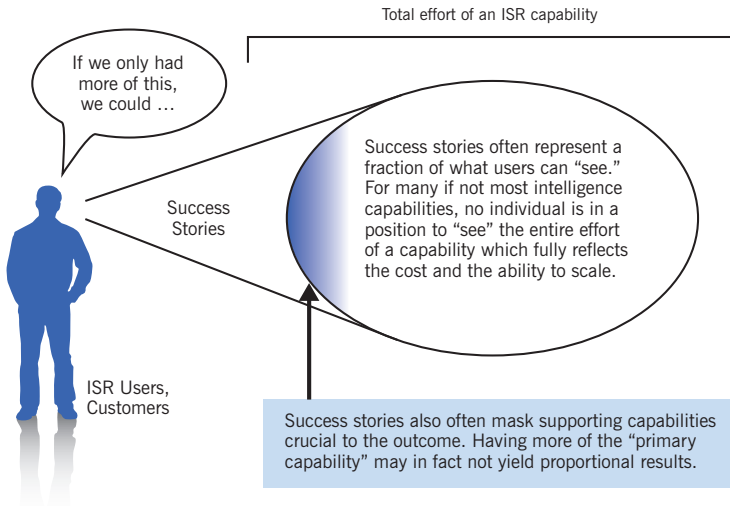 Total effort of an ISR capability
If we only had
more of this,
we could …
Success stories often represent a
fraction of what users can “see.”
For many if not most intelligence
capabilities, no individual is in a
position to “see” the entire effort
of a capability which fully reflects
the cost and the ability to scale.
Success
Stories
ISR Users,
Customers
Success stories also often mask supporting capabilities
crucial to the outcome. Having more of the “primary
capability” may in fact not yield proportional results.